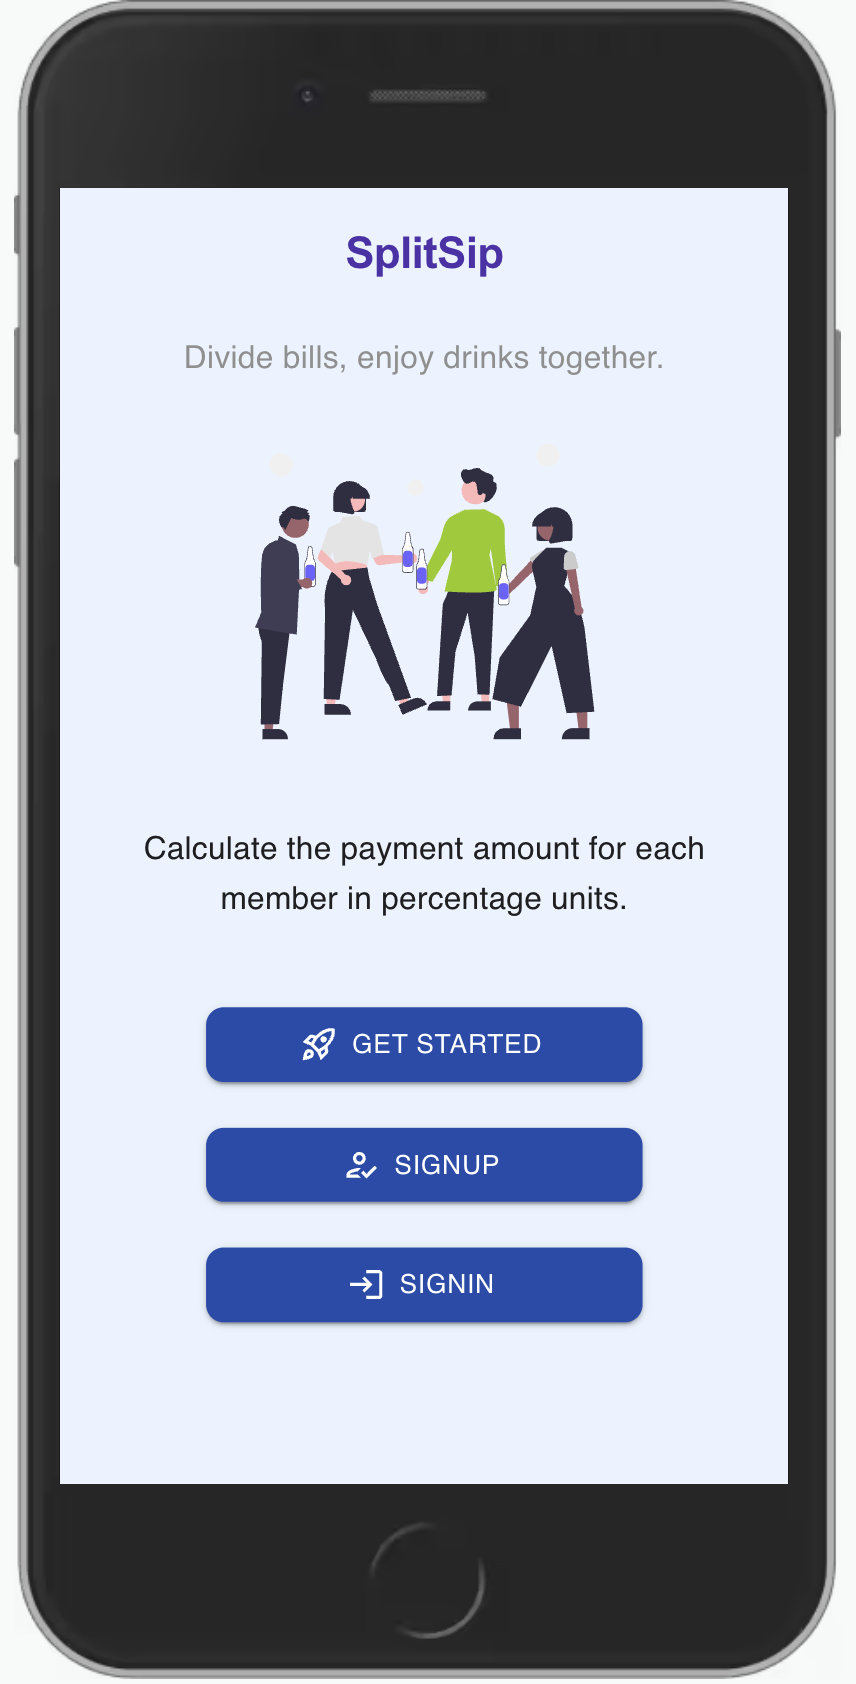 SplitSip
Divide bills, enjoy drinks together.
Calculate the payment amount for each
member in percentage units.
GET STARTED
SIGNUP
SIGNIN